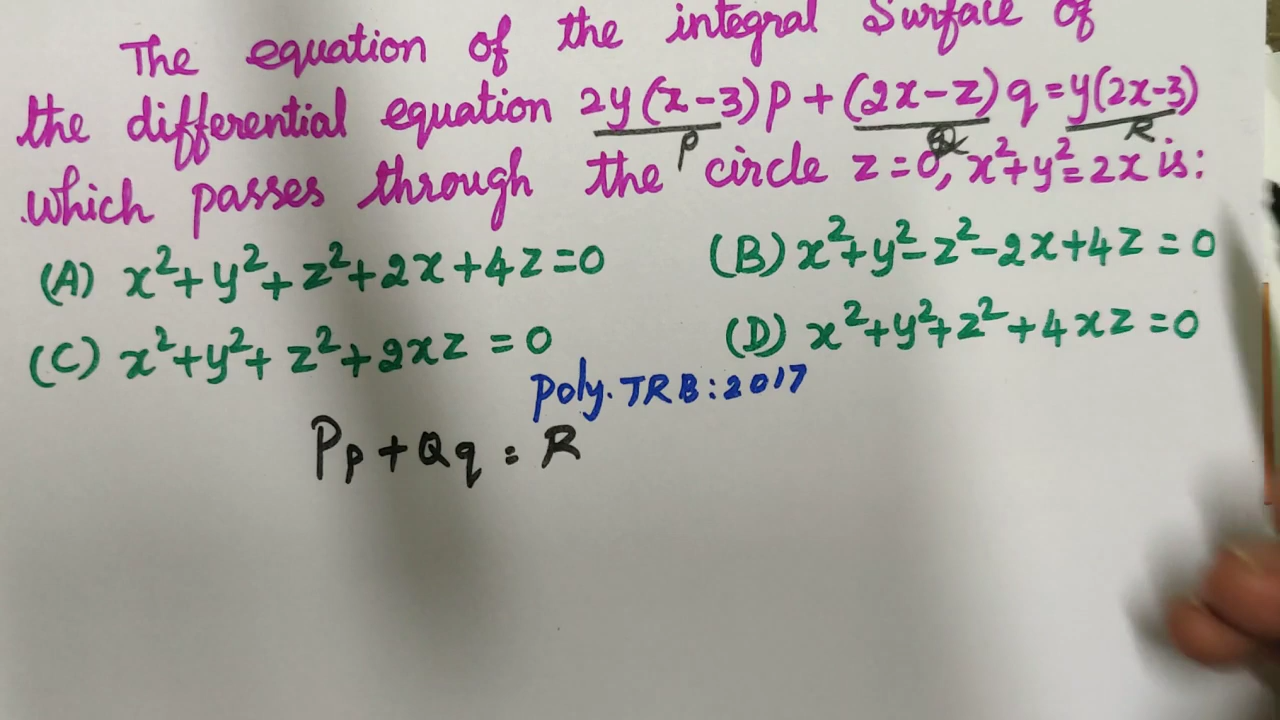 The equation of the integral Surface of
the differential equation 2y(x-3)p + (2x-z)q = y(2x-3)
P Q R
which passes through the circle z=0, x²+y²=2x is:
(A) x²+y²+z²+2x+4z=0 (B) x²+y²-z²-2x+4z=0
(C) x²+y²+z²+2xz=0 (D) x²+y²+z²+4xz=0
Poly. TRB: 2017
Pp+Qq=R